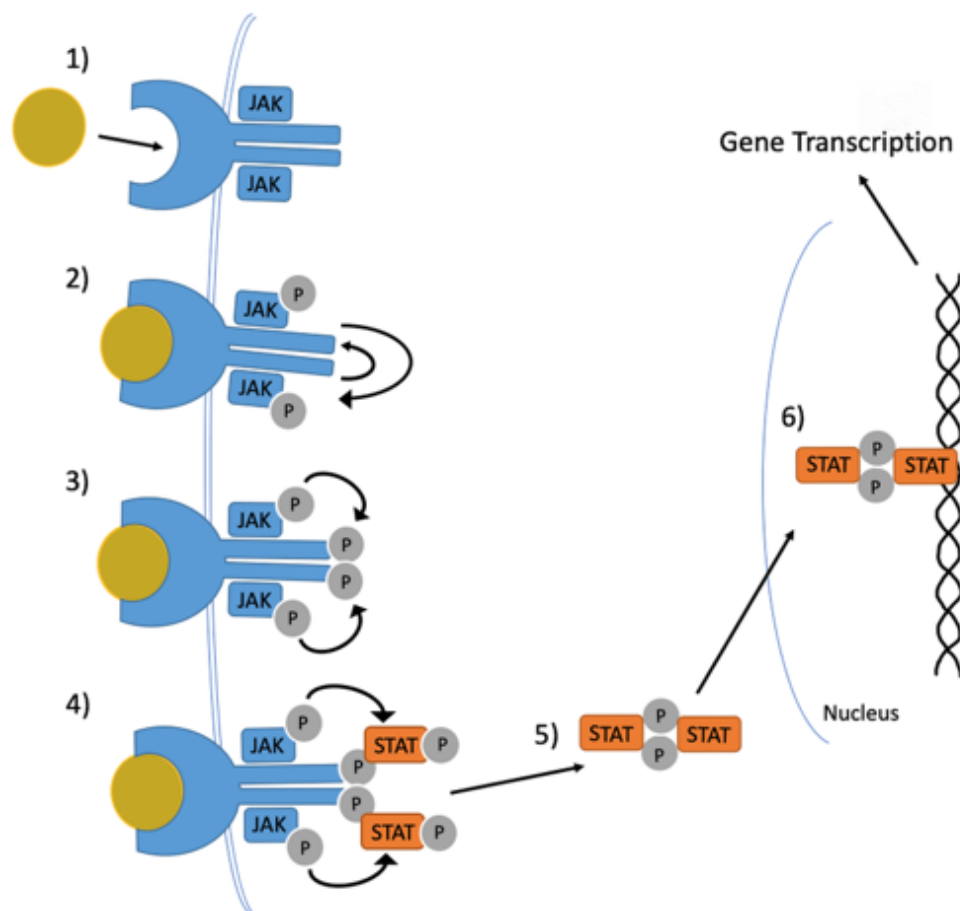 1)
JAK
JAK
Gene Transcription
2)
JAK P
JAK P
3)
JAK P
P
P
JAK P
4)
JAK P
STAT P
P
P
JAK P
STAT P
5)
STAT P STAT
P
6)
STAT P STAT
P
Nucleus